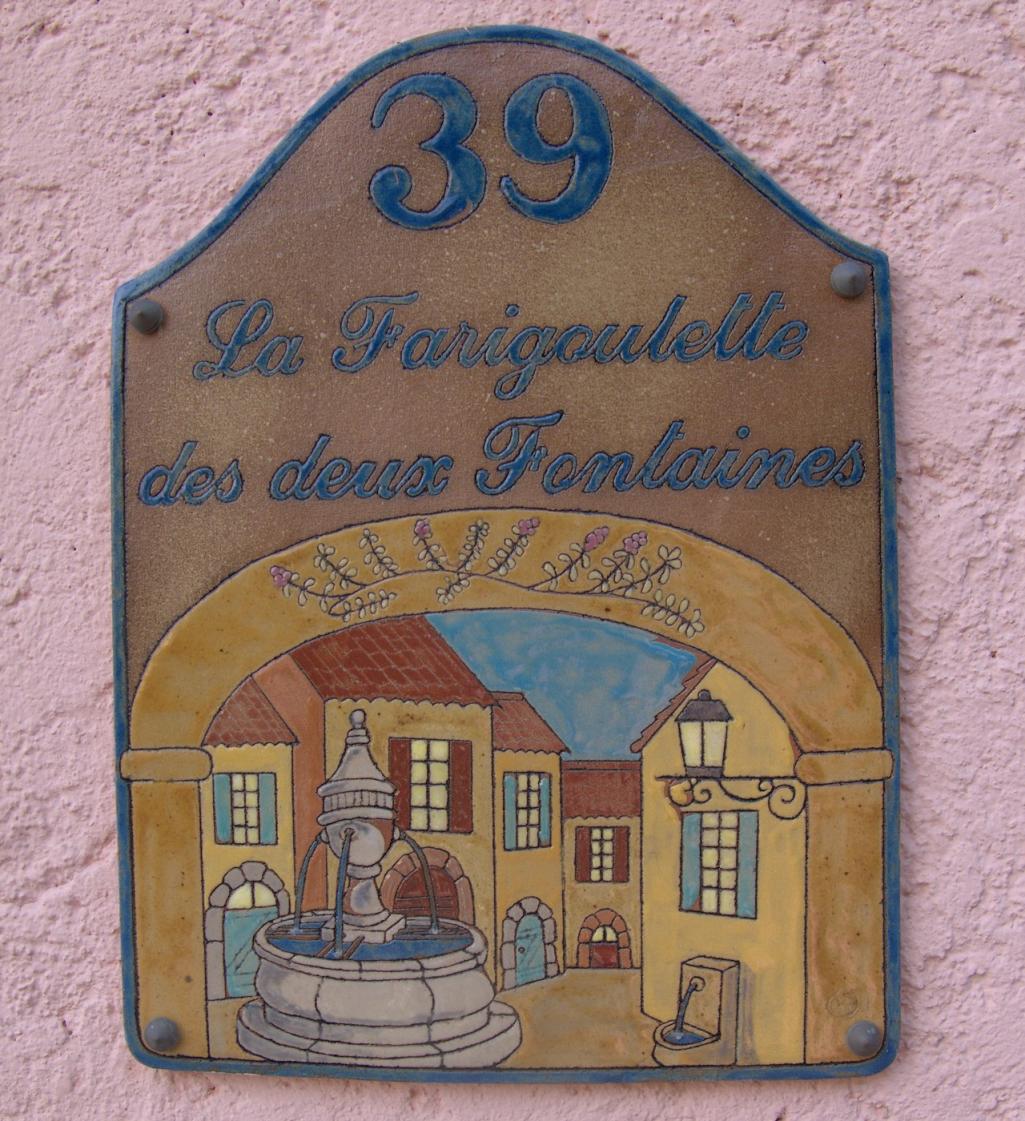 39
La Farigoulette
des deux Fontaines